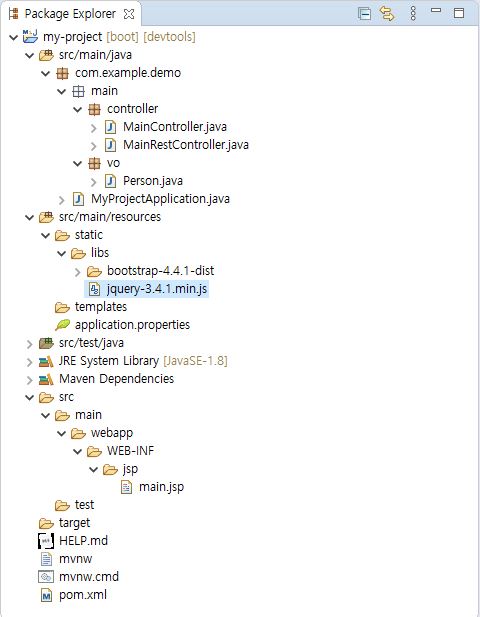 Package Explorer
my-project [boot] [devtools]
src/main/java
com.example.demo
main
controller
MainController.java
MainRestController.java
vo
Person.java
MyProjectApplication.java
src/main/resources
static
libs
bootstrap-4.4.1-dist
jquery-3.4.1.min.js
templates
application.properties
src/test/java
JRE System Library [JavaSE-1.8]
Maven Dependencies
src
main
webapp
WEB-INF
jsp
main.jsp
test
target
HELP.md
mvnw
mvnw.cmd
pom.xml